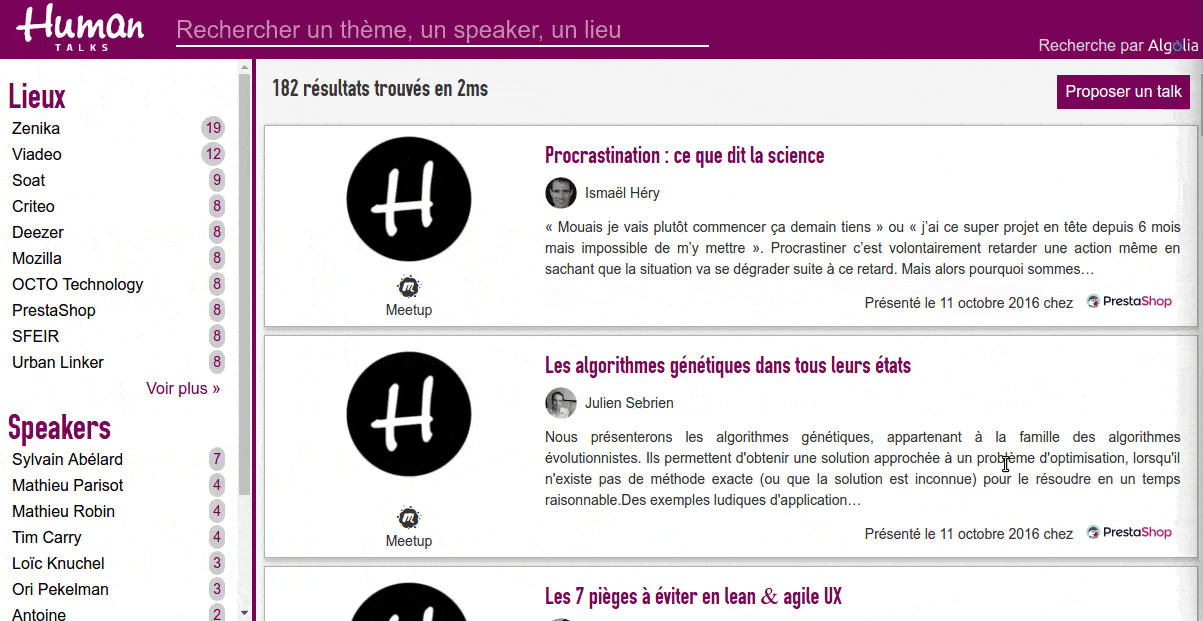 Human
TALKS
Rechercher un thème, un speaker, un lieu
Recherche par Algolia
Lieux
Zenika 19
Viadeo 12
Soat 9
Criteo 8
Deezer 8
Mozilla 8
OCTO Technology 8
PrestaShop 8
SFEIR 8
Urban Linker 8
Voir plus »
Speakers
Sylvain Abélard 7
Mathieu Parisot 4
Mathieu Robin 4
Tim Carry 4
Loïc Knuchel 3
Ori Pekelman 3
Antoine 2
182 résultats trouvés en 2ms
Proposer un talk
H
Meetup
Procrastination : ce que dit la science
Ismaël Héry
« Mouais je vais plutôt commencer ça demain tiens » ou « j’ai ce super projet en tête depuis 6 mois
mais impossible de m’y mettre ». Procrastiner c’est volontairement retarder une action même en
sachant que la situation va se dégrader suite à ce retard. Mais alors pourquoi sommes…
Présenté le 11 octobre 2016 chez PrestaShop
H
Meetup
Les algorithmes génétiques dans tous leurs états
Julien Sebrien
Nous présenterons les algorithmes génétiques, appartenant à la famille des algorithmes
évolutionnistes. Ils permettent d'obtenir une solution approchée à un problème d'optimisation, lorsqu'il
n'existe pas de méthode exacte (ou que la solution est inconnue) pour le résoudre en un temps
raisonnable.Des exemples ludiques d'application…
Présenté le 11 octobre 2016 chez PrestaShop
Les 7 pièges à éviter en lean & agile UX